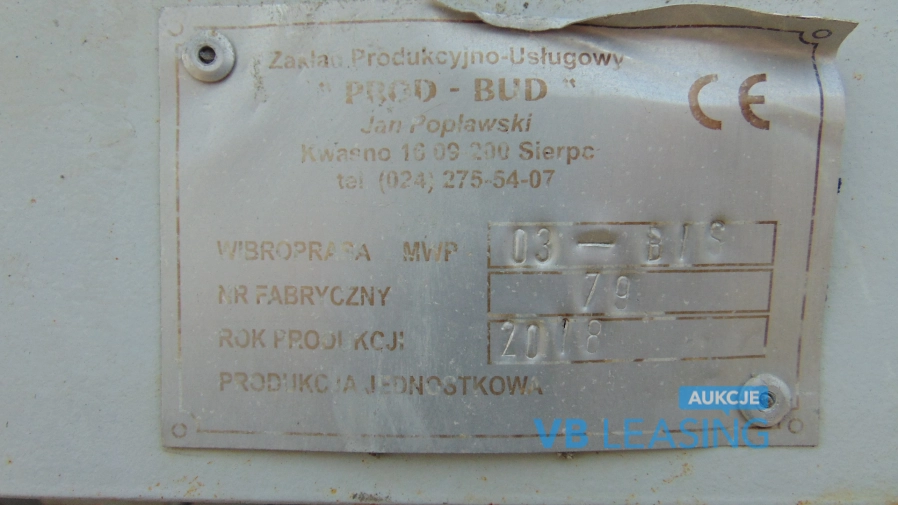 Zakład Produkcyjno-Usługowy
" PROD - BUD "
Jan Popławski
Kwaśno 16 09-200 Sierpc
tel (024) 275-54-07
CE
WIBROPRASA MWP 03 - BIS
NR FABRYCZNY 79
ROK PRODUKCJI 2018
PRODUKCJA JEDNOSTKOWA
AUKCJE
VB LEASING